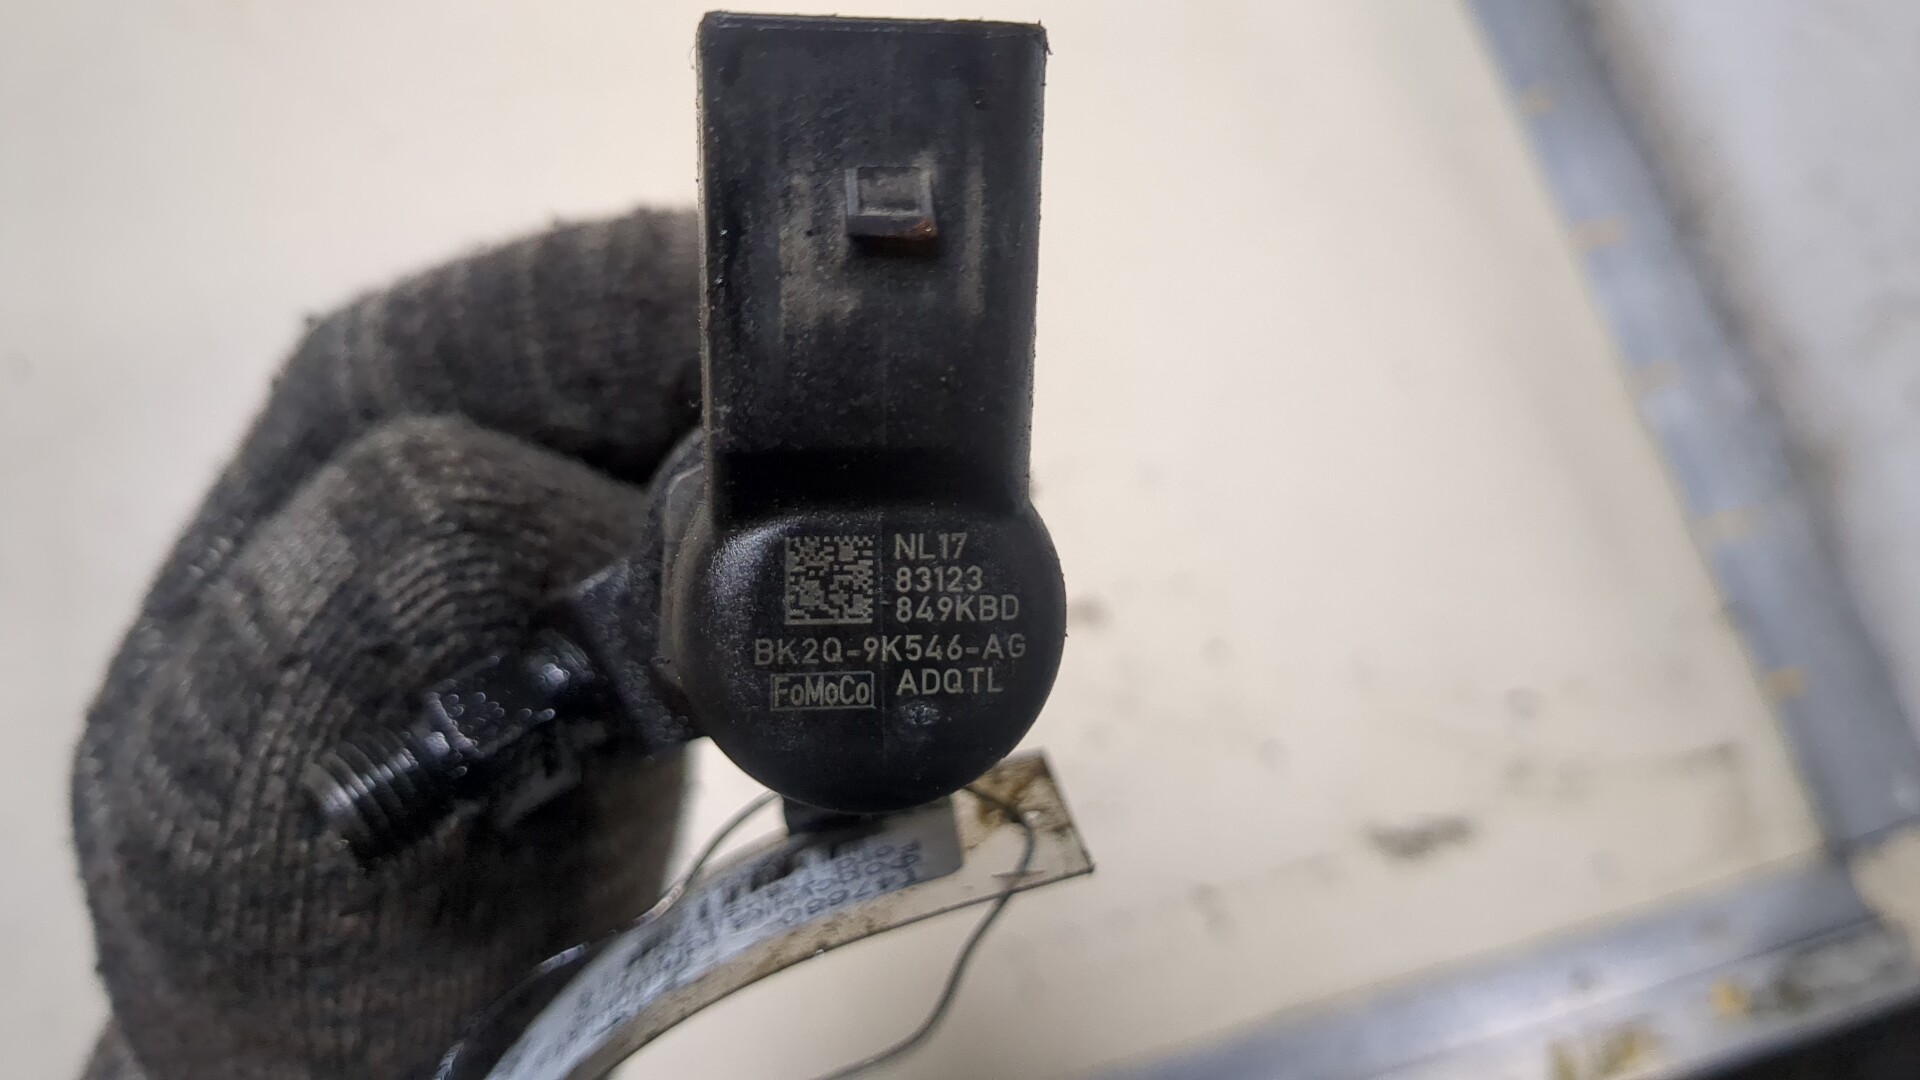 NL17
83123
849KBD
BK2Q-9K546-AG
FoMoCo ADQTL